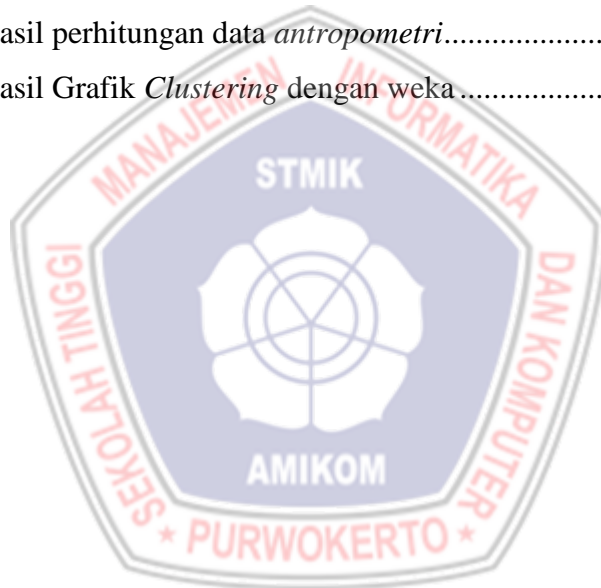 asil perhitungan data antropometri....................
asil Grafik Clustering dengan weka..................
SEKOLAH TINGGI MANAJEMEN INFORMATIKA DAN KOMPUTER
STMIK
AMIKOM
* PURWOKERTO *